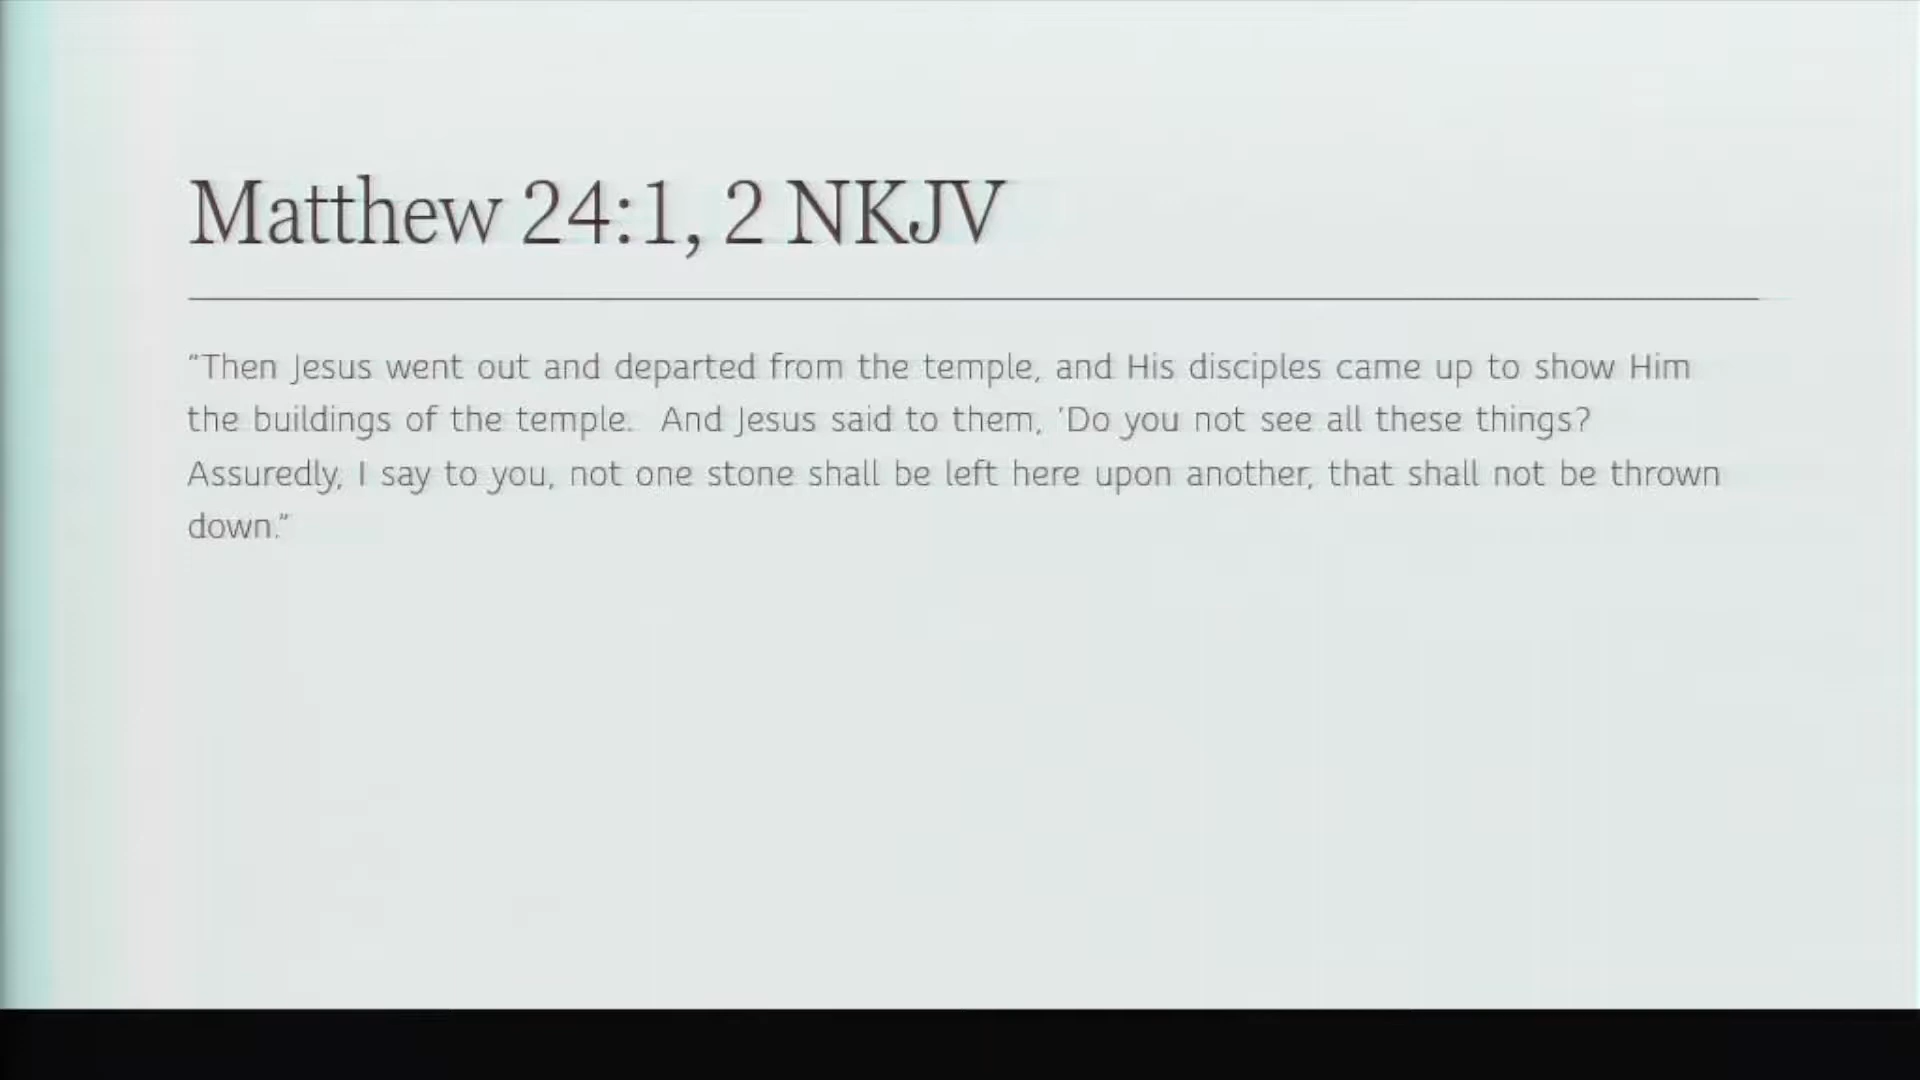 Matthew 24:1, 2 NKJV
“Then Jesus went out and departed from the temple, and His disciples came up to show Him
the buildings of the temple.  And Jesus said to them, ‘Do you not see all these things?
Assuredly, I say to you, not one stone shall be left here upon another, that shall not be thrown
down.”